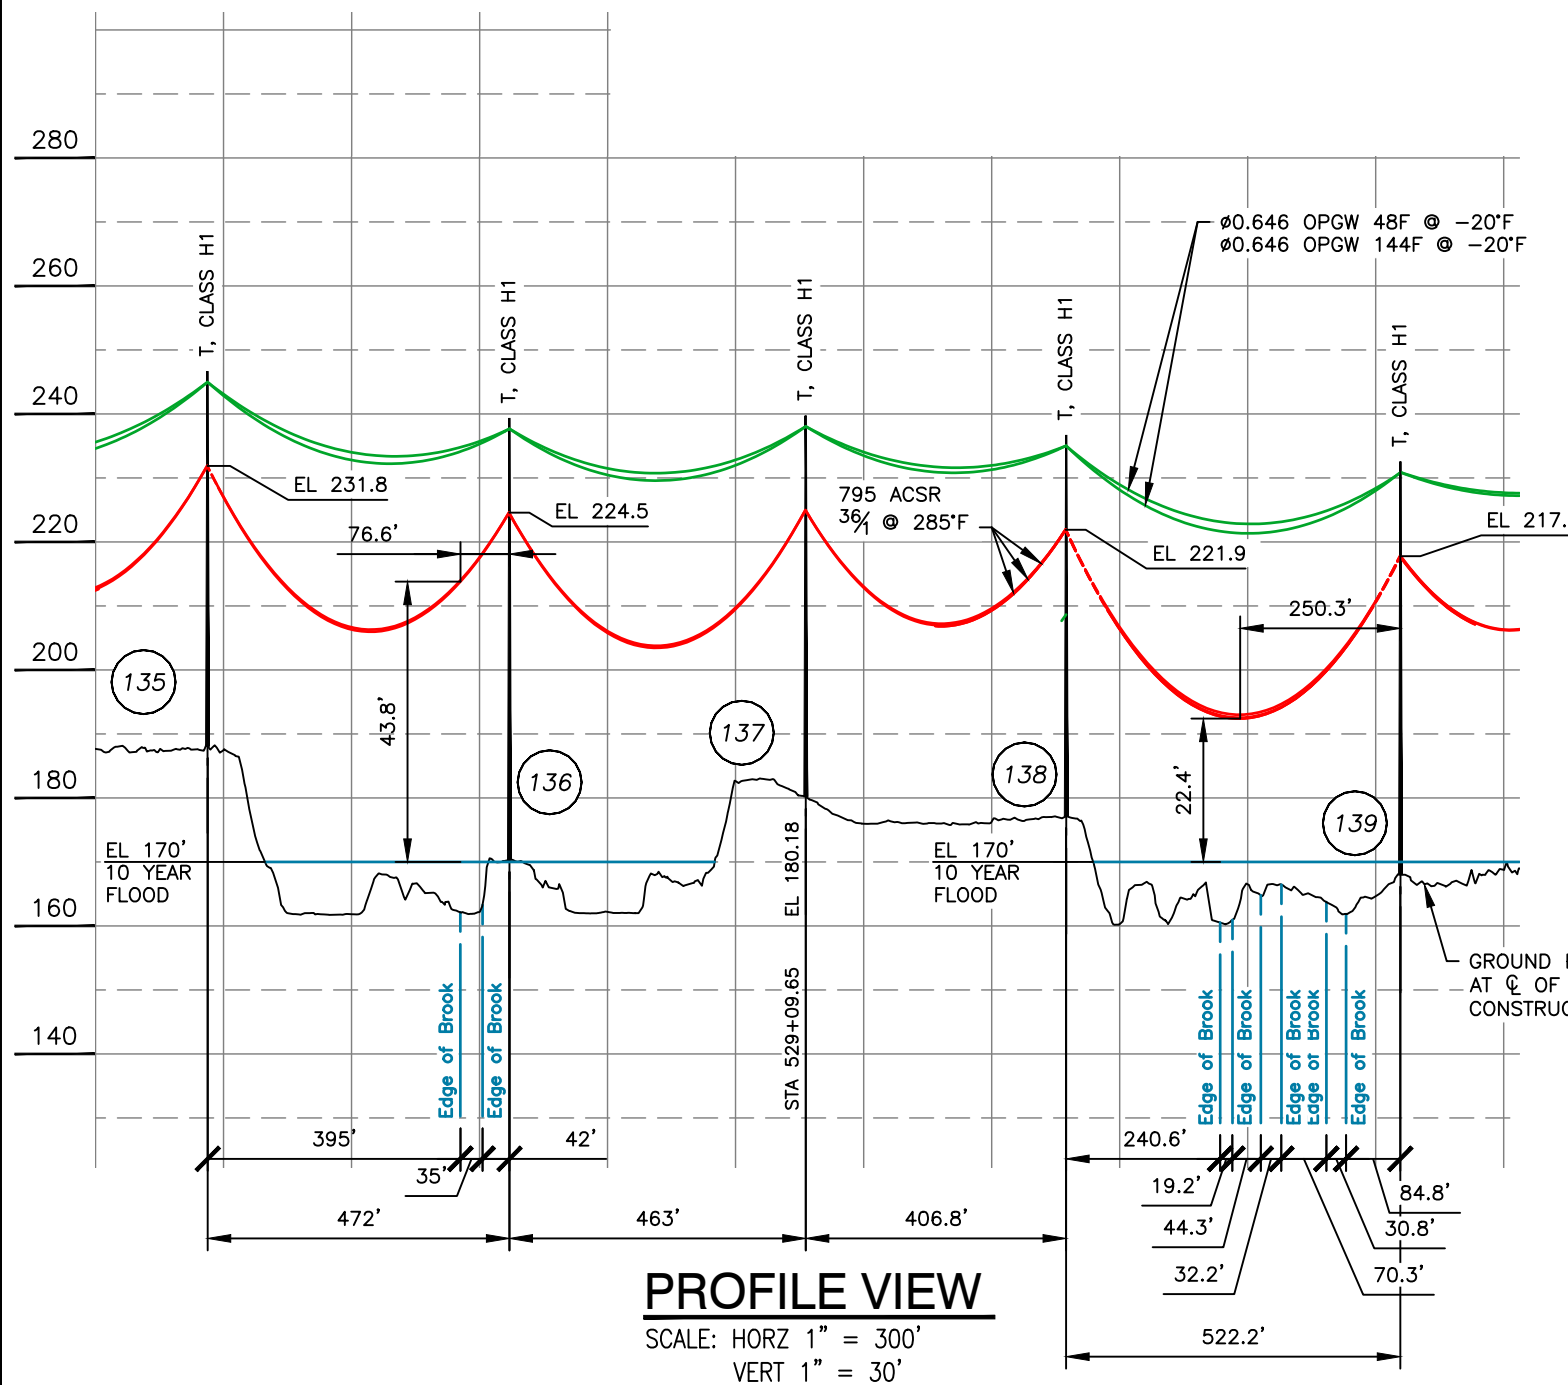 280
260
240
220
200
180
160
140
T, CLASS H1
T, CLASS H1
T, CLASS H1
T, CLASS H1
T, CLASS H1
ø0.646 OPGW 48F @ -20°F
ø0.646 OPGW 144F @ -20°F
EL 231.8
EL 224.5
76.6'
795 ACSR
36/1 @ 285°F
EL 221.9
EL 217.
250.3'
43.8'
22.4'
135
136
137
138
139
EL 170'
10 YEAR
FLOOD
EL 170'
10 YEAR
FLOOD
STA 529+09.65 EL 180.18
GROUND
AT ℄ OF
CONSTRUC
Edge of Brook
Edge of Brook
Edge of Brook
Edge of Brook
Edge of Brook
Edge of Brook
Edge of Brook
395'
42'
35'
240.6'
19.2'
84.8'
44.3'
30.8'
32.2'
70.3'
472'
463'
406.8'
522.2'
PROFILE VIEW
SCALE: HORZ 1" = 300'
VERT 1" = 30'